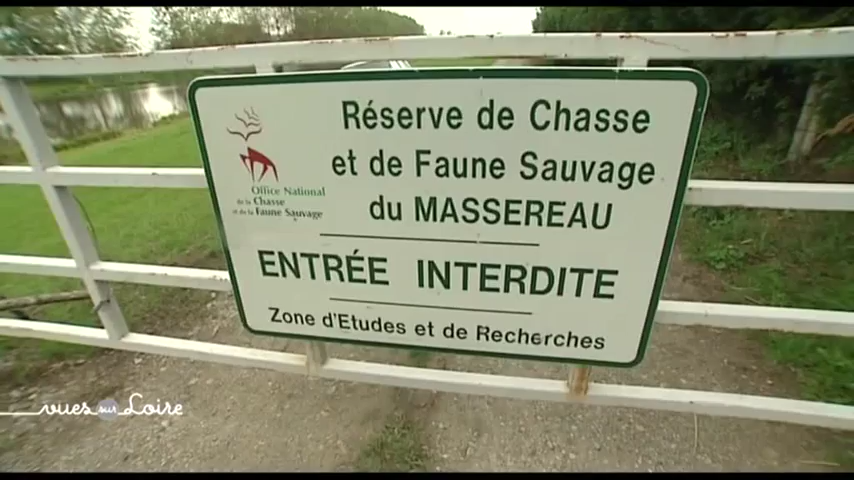 Réserve de Chasse
et de Faune Sauvage
du MASSEREAU
Office National
de la Chasse
et de la Faune Sauvage
ENTRÉE INTERDITE
Zone d'Etudes et de Recherches
vues sur Loire